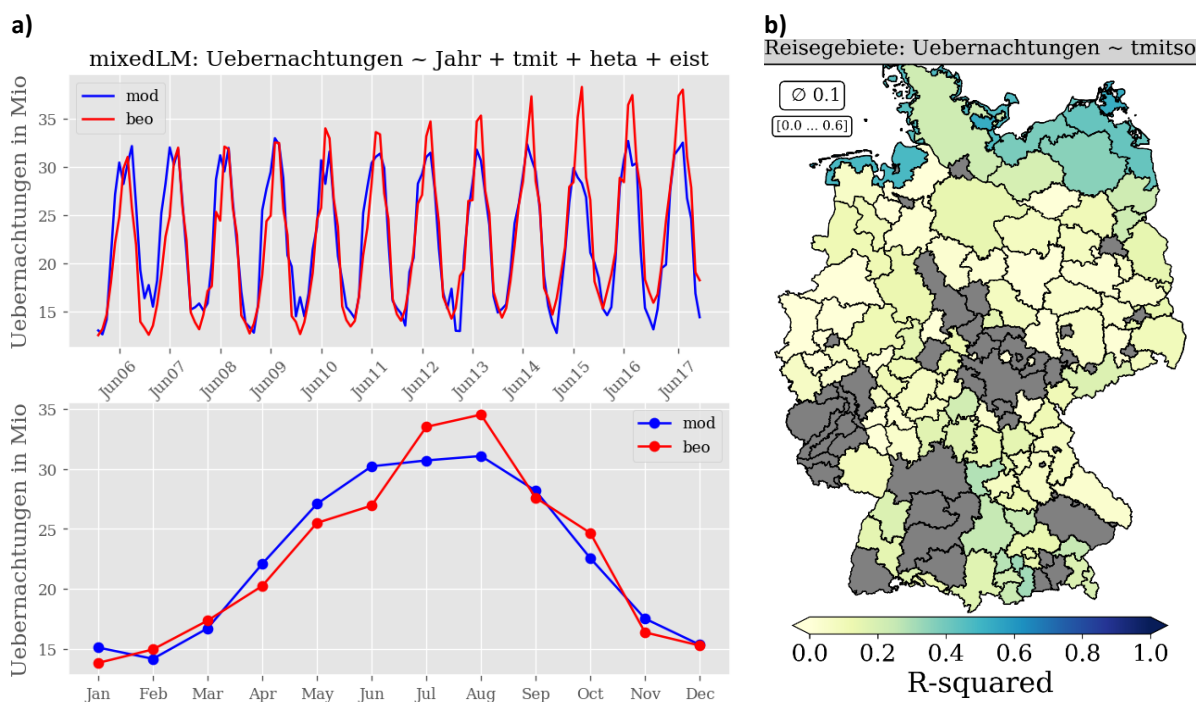 a)
mixedLM: Uebernachtungen ~ Jahr + tmit + heta + eist
Uebernachtungen in Mio
mod
beo
35
30
25
20
15
Jun06
Jun07
Jun08
Jun09
Jun10
Jun11
Jun12
Jun13
Jun14
Jun15
Jun16
Jun17
Uebernachtungen in Mio
mod
beo
35
30
25
20
15
Jan Feb Mar Apr May Jun Jul Aug Sep Oct Nov Dec
b)
Reisegebiete: Uebernachtungen ~ tmitso
∅ 0.1
[0.0 ... 0.6]
0.0 0.2 0.4 0.6 0.8 1.0
R-squared